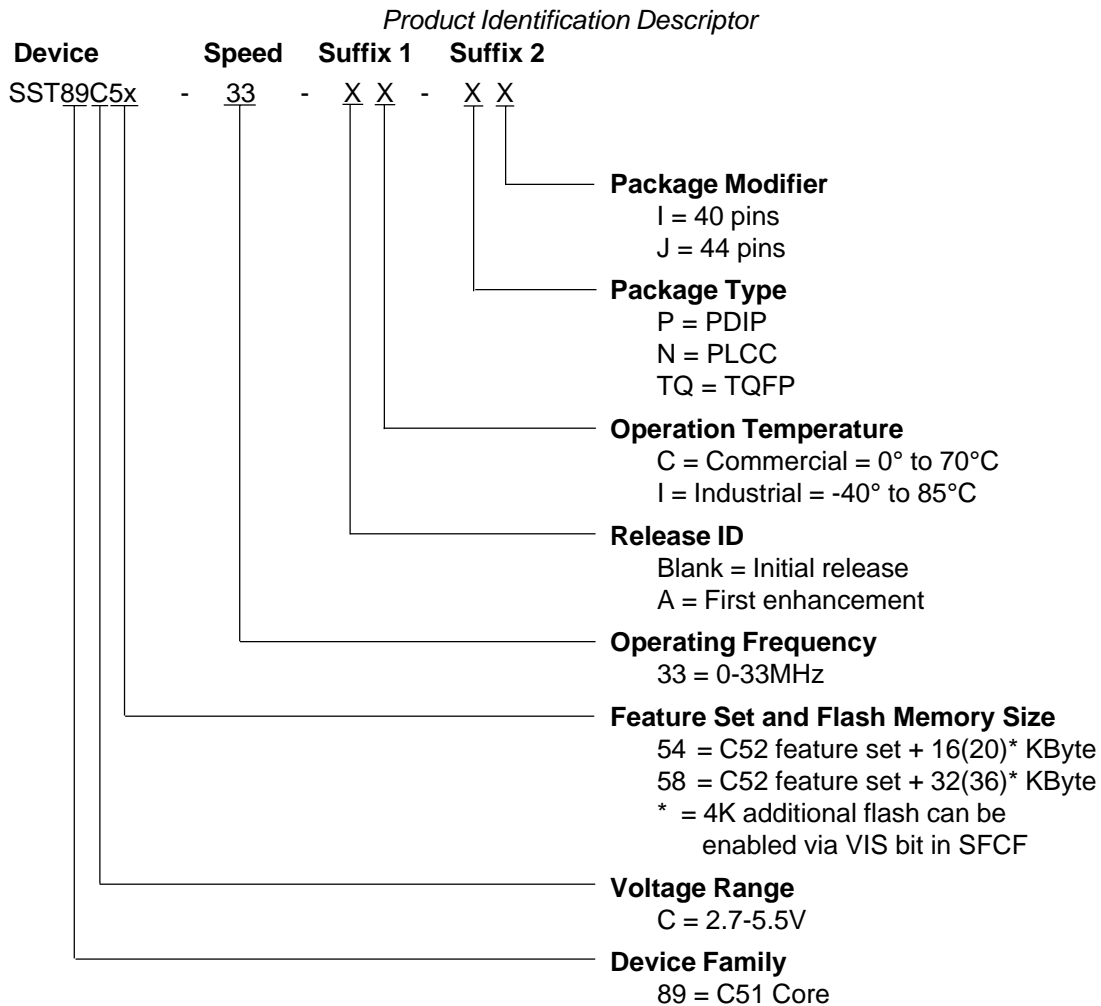 Product Identification Descriptor
Device Speed Suffix 1 Suffix 2
SST89C5x - 33 - X X - X X
Package Modifier
I = 40 pins
J = 44 pins
Package Type
P = PDIP
N = PLCC
TQ = TQFP
Operation Temperature
C = Commercial = 0° to 70°C
I = Industrial = -40° to 85°C
Release ID
Blank = Initial release
A = First enhancement
Operating Frequency
33 = 0-33MHz
Feature Set and Flash Memory Size
54 = C52 feature set + 16(20)* KByte
58 = C52 feature set + 32(36)* KByte
* = 4K additional flash can be
enabled via VIS bit in SFCF
Voltage Range
C = 2.7-5.5V
Device Family
89 = C51 Core